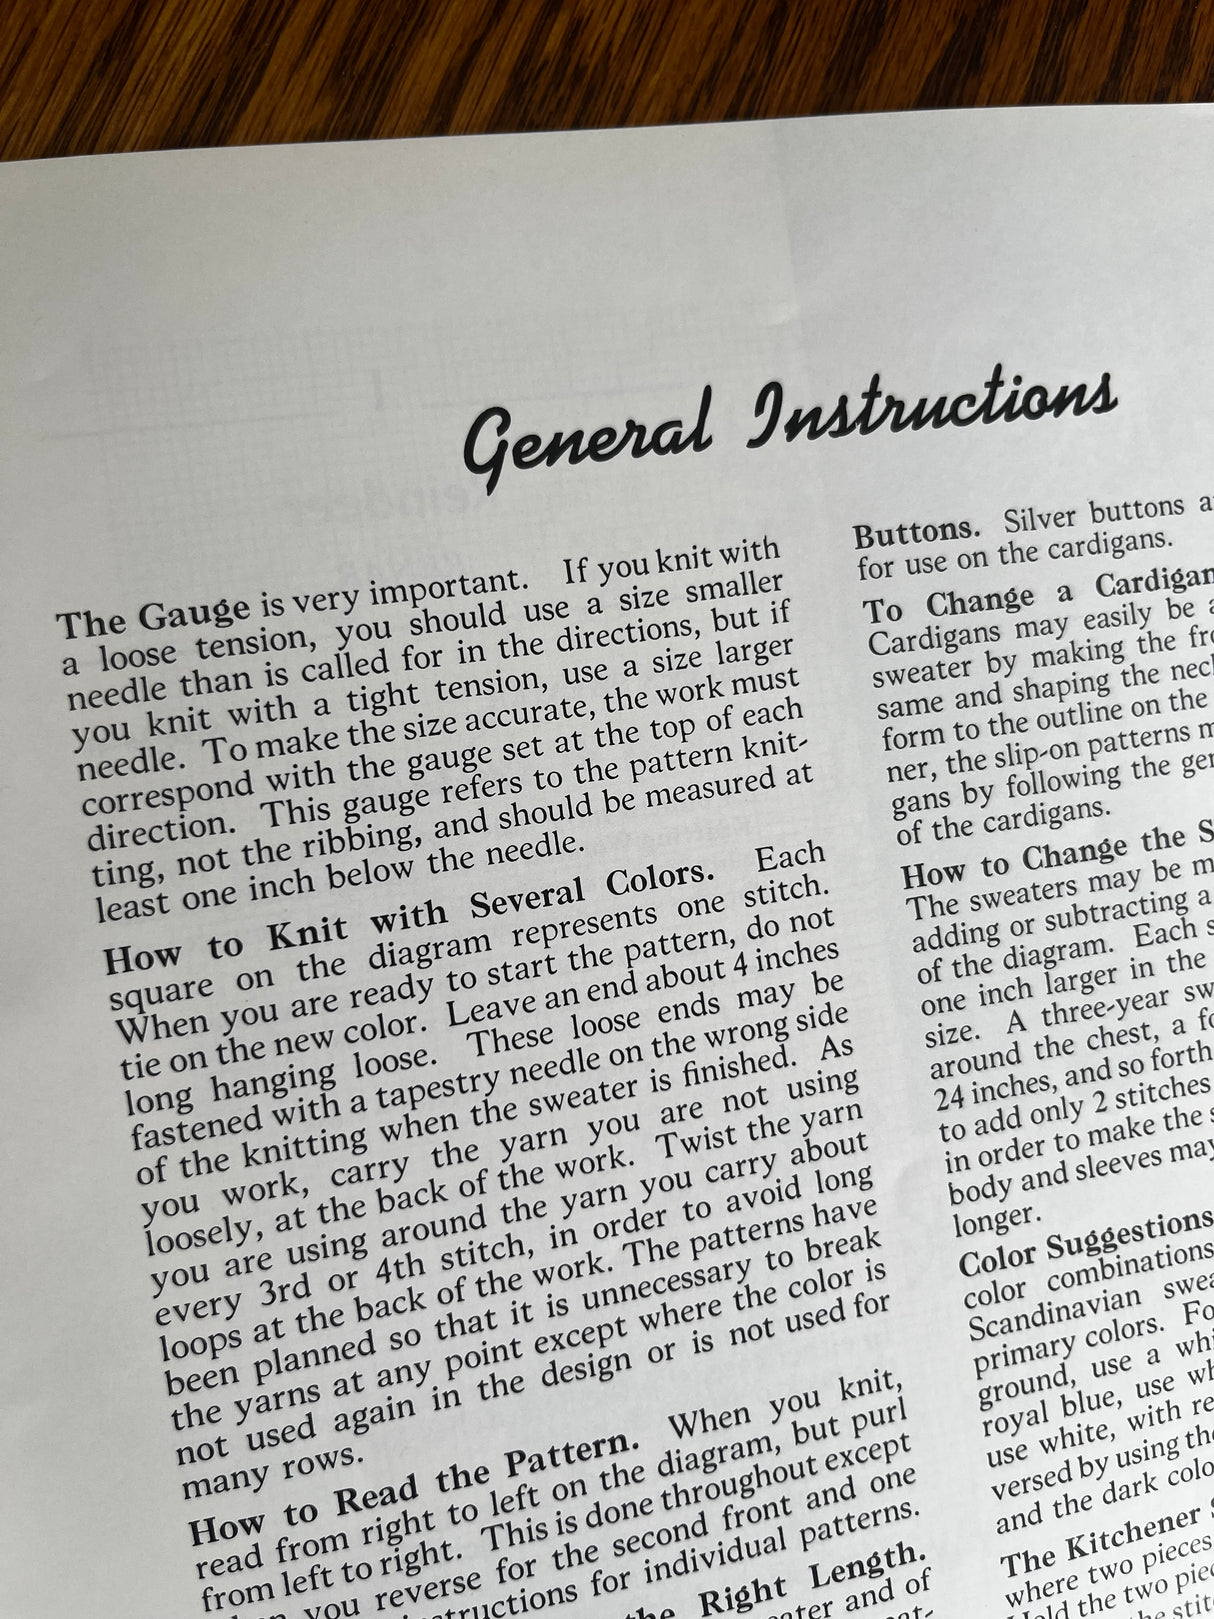 General Instructions
The Gauge is very important. If you knit with
a loose tension, you should use a size smaller
needle than is called for in the directions, but if
you knit with a tight tension, use a size larger
needle. To make the size accurate, the work must
correspond with the gauge set at the top of each
direction. This gauge refers to the pattern knit-
ting, not the ribbing, and should be measured at
least one inch below the needle.
How to Knit with Several Colors. Each
square on the diagram represents one stitch.
When you are ready to start the pattern, do not
tie on the new color. Leave an end about 4 inches
long hanging loose. These loose ends may be
fastened with a tapestry needle on the wrong side
of the knitting when the sweater is finished. As
you work, carry the yarn you are not using
loosely, at the back of the work. Twist the yarn
you are using around the yarn you carry about
every 3rd or 4th stitch, in order to avoid long
loops at the back of the work. The patterns have
been planned so that it is unnecessary to break
the yarns at any point except where the color is
not used again in the design or is not used for
many rows.
How to Read the Pattern. When you knit,
read from right to left on the diagram, but purl
from left to right. This is done throughout except
you reverse for the second front and one
for individual patterns.
the Right Length.
and of
Buttons. Silver buttons
for use on the cardigans.
To Change a Cardigan
Cardigans may easily be
sweater by making the
same and shaping the
form to the outline on the
ner, the slip-on patterns
gans by following the
of the cardigans.
How to Change the
The sweaters may be
adding or subtracting a
of the diagram. Each
one inch larger in the
size. A three-year
around the chest, a
24 inches, and so forth
to add only 2 stitches
in order to make the
body and sleeves may
longer.
Color Suggestions
color combinations
Scandinavian
primary colors.
ground, use a
royal blue, use
use white, with
versed by using the
and the dark
The Kitchener
where two pieces
Hold the two